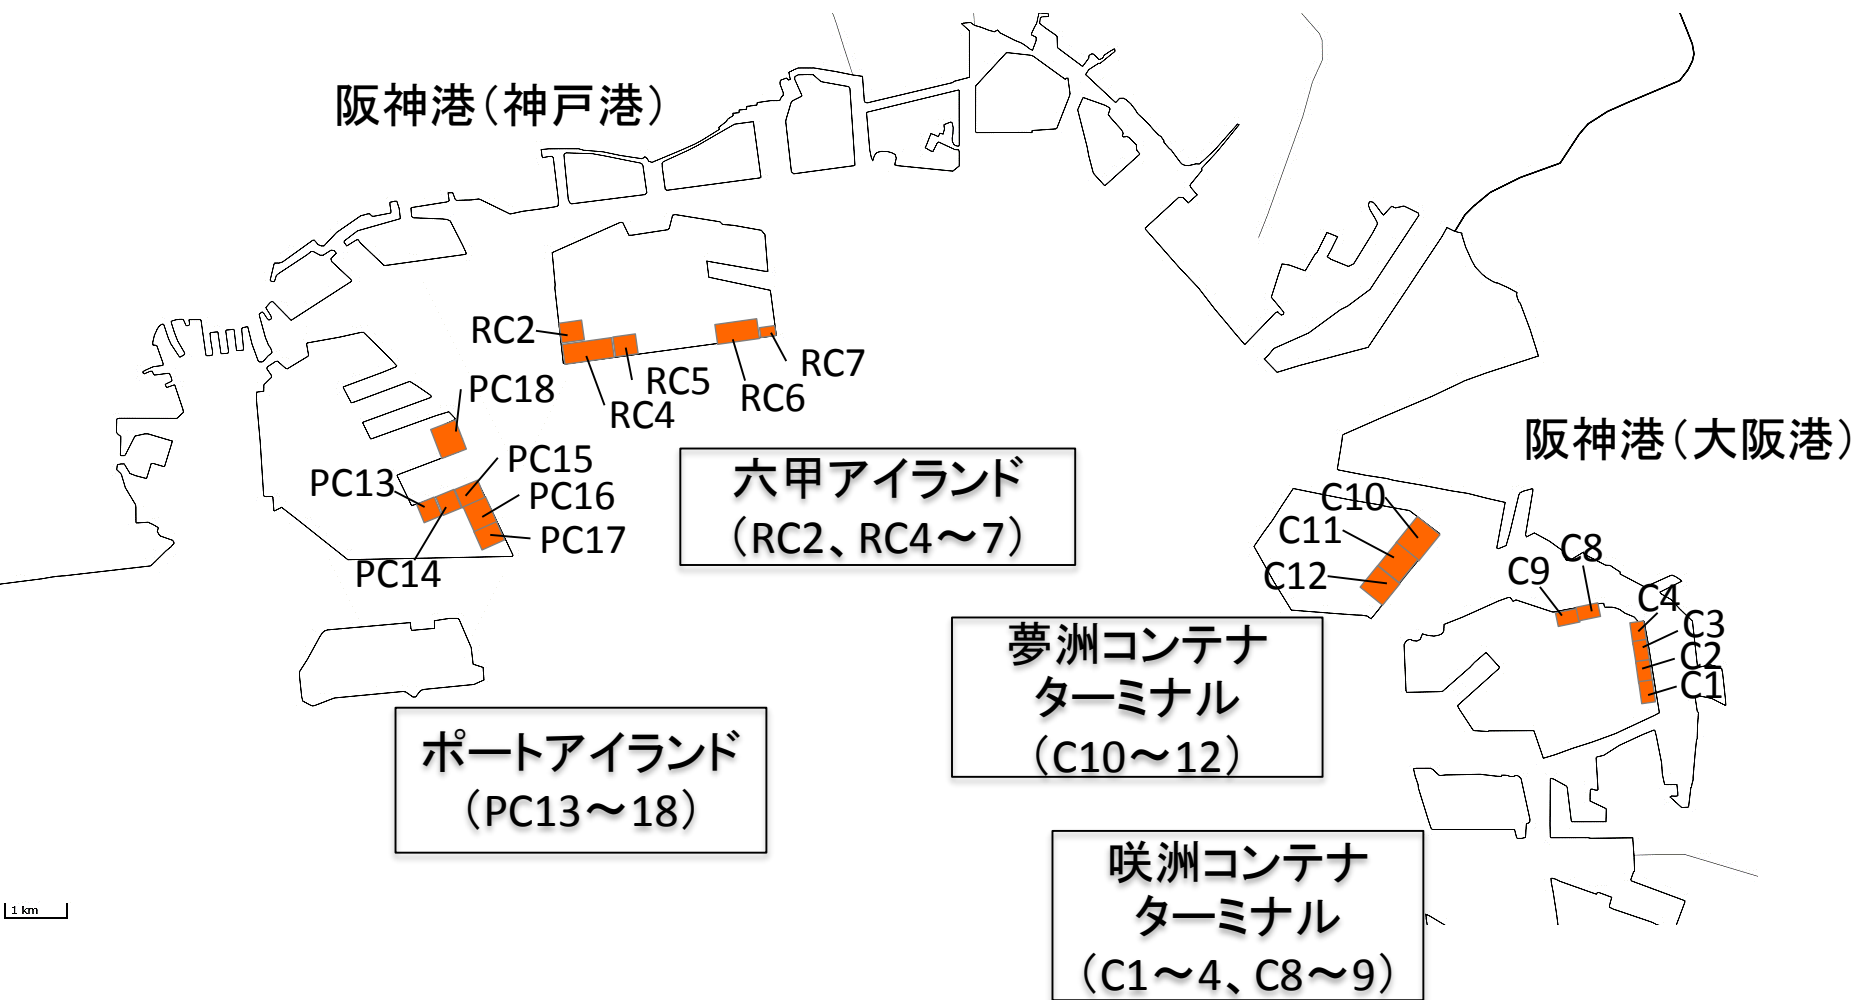 阪神港（神戸港）
RC2
RC4
RC5
RC6
RC7
PC18
PC15
PC13
PC16
PC17
PC14
六甲アイランド
（RC2、RC4～7）
ポートアイランド
（PC13～18）
阪神港（大阪港）
C10
C11
C12
C9
C8
C4
C3
C2
C1
夢洲コンテナ
ターミナル
（C10～12）
咲洲コンテナ
ターミナル
（C1～4、C8～9）
1 km